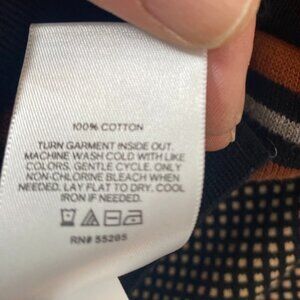 100% COTTON
TURN GARMENT INSIDE OUT.
MACHINE WASH COLD WITH LIKE
COLORS. GENTLE CYCLE. ONLY
NON-CHLORINE BLEACH WHEN
NEEDED. LAY FLAT TO DRY. COOL
IRON IF NEEDED.
RN# 55285